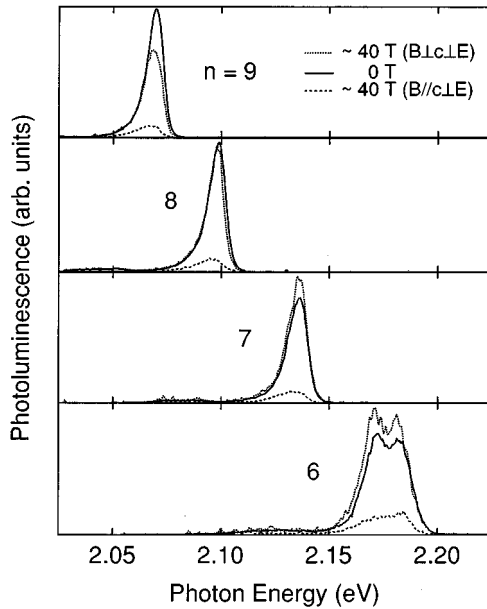 ~ 40 T (B⊥c⊥E)
n = 9
0 T
~ 40 T (B//c⊥E)
8
7
6
Photoluminescence (arb. units)
2.05 2.10 2.15 2.20
Photon Energy (eV)